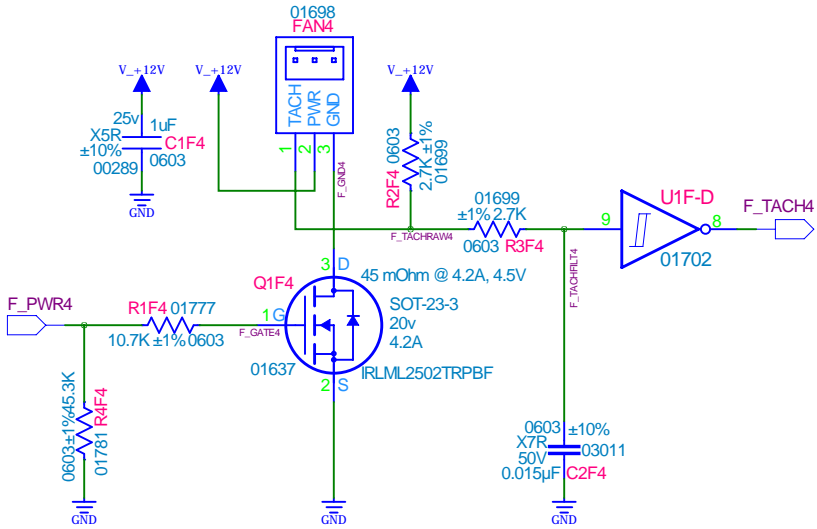 01698
FAN4
V_+12V
V_+12V
V_+12V
TACH
PWR
GND
1
2
3
25v
1uF
X5R
C1F4
±10%
0603
00289
GND
F_GND4
R2F4
0603
2.7K ±1%
01699
F_TACHRAW4
01699
±1% 2.7K
0603 R3F4
U1F-D
9
8
F_TACH4
01702
F_TACHFILT4
3 D
45 mOhm @ 4.2A, 4.5V
Q1F4
SOT-23-3
20v
4.2A
F_PWR4
R1F4 01777
10.7K ±1% 0603
1 G
F_GATE4
01637
2 S
IRLML2502TRPBF
0603±1%45.3K
01781 R4F4
0603 ±10%
X7R
50V
03011
0.015µF C2F4
GND
GND
GND